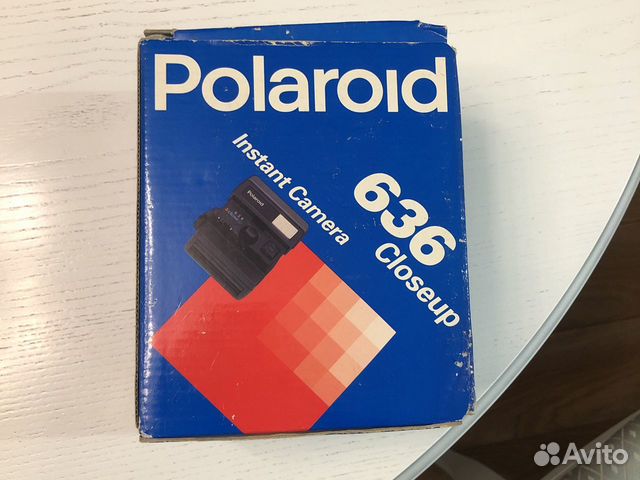 Polaroid
Instant Camera
Polaroid
636
Closeup
Avito